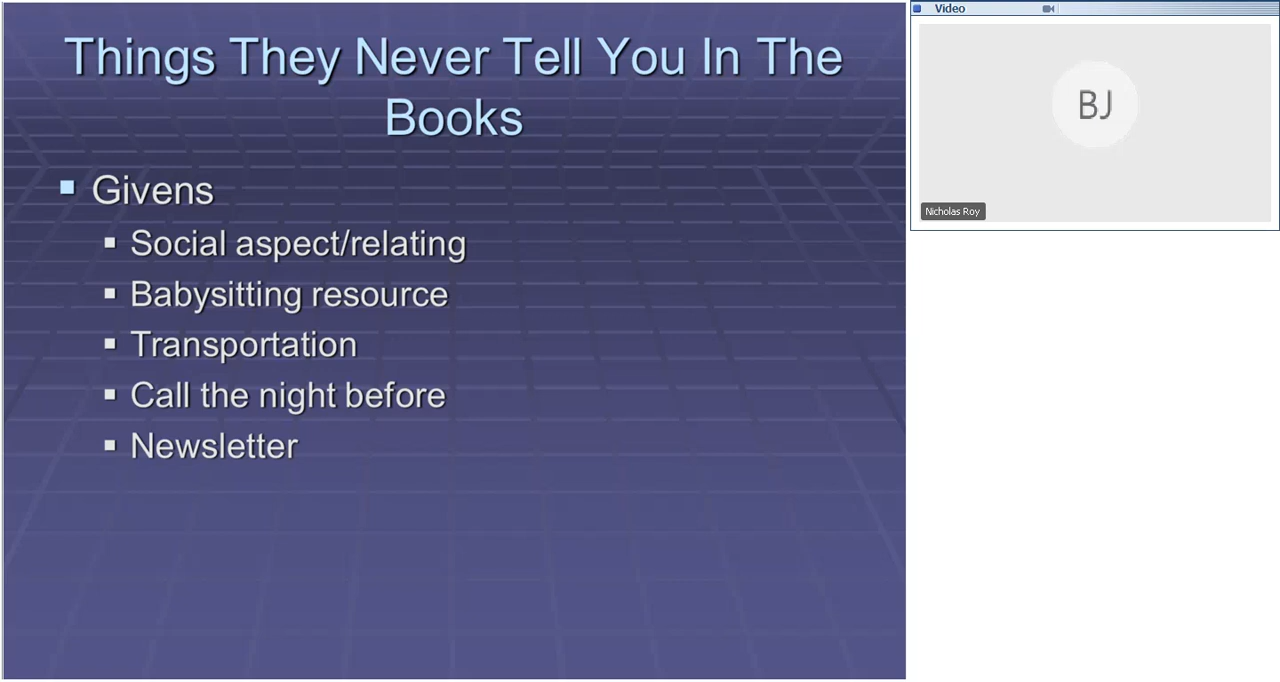 Things They Never Tell You In The
Books
Givens
Social aspect/relating
Babysitting resource
Transportation
Call the night before
Newsletter
Video
BJ
Nicholas Roy